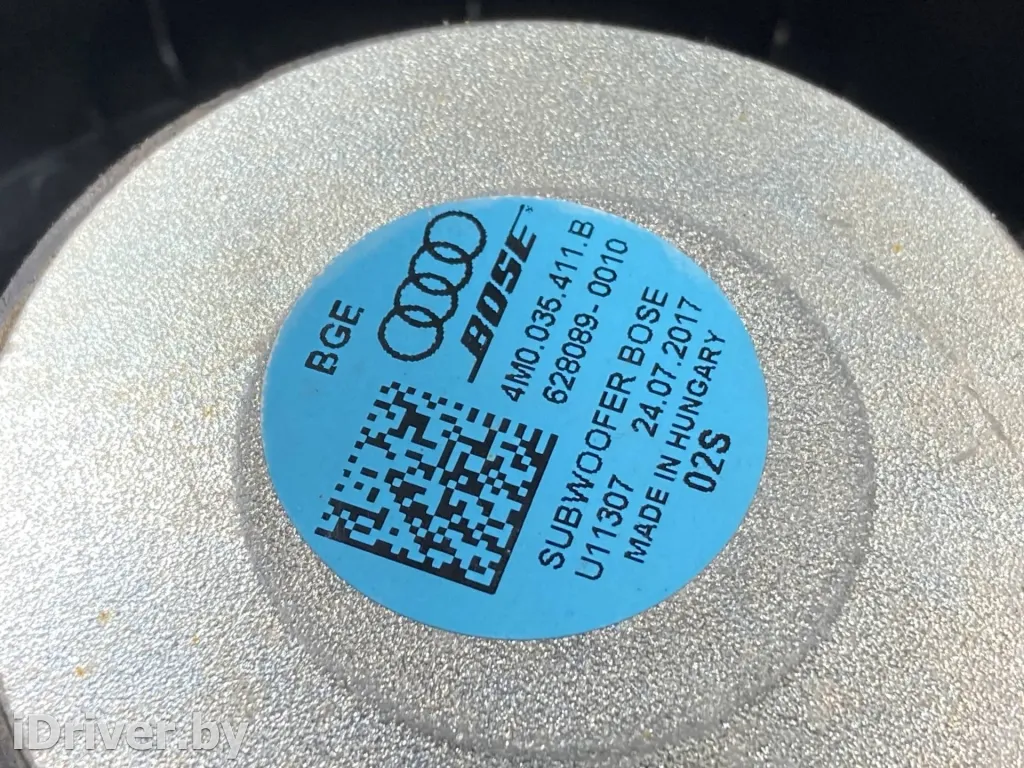 BGE
BOSE
4M0.035.411.B
628089-0010
SUBWOOFER BOSE
U11307 24.07.2017
MADE IN HUNGARY
02S
iDriver.by